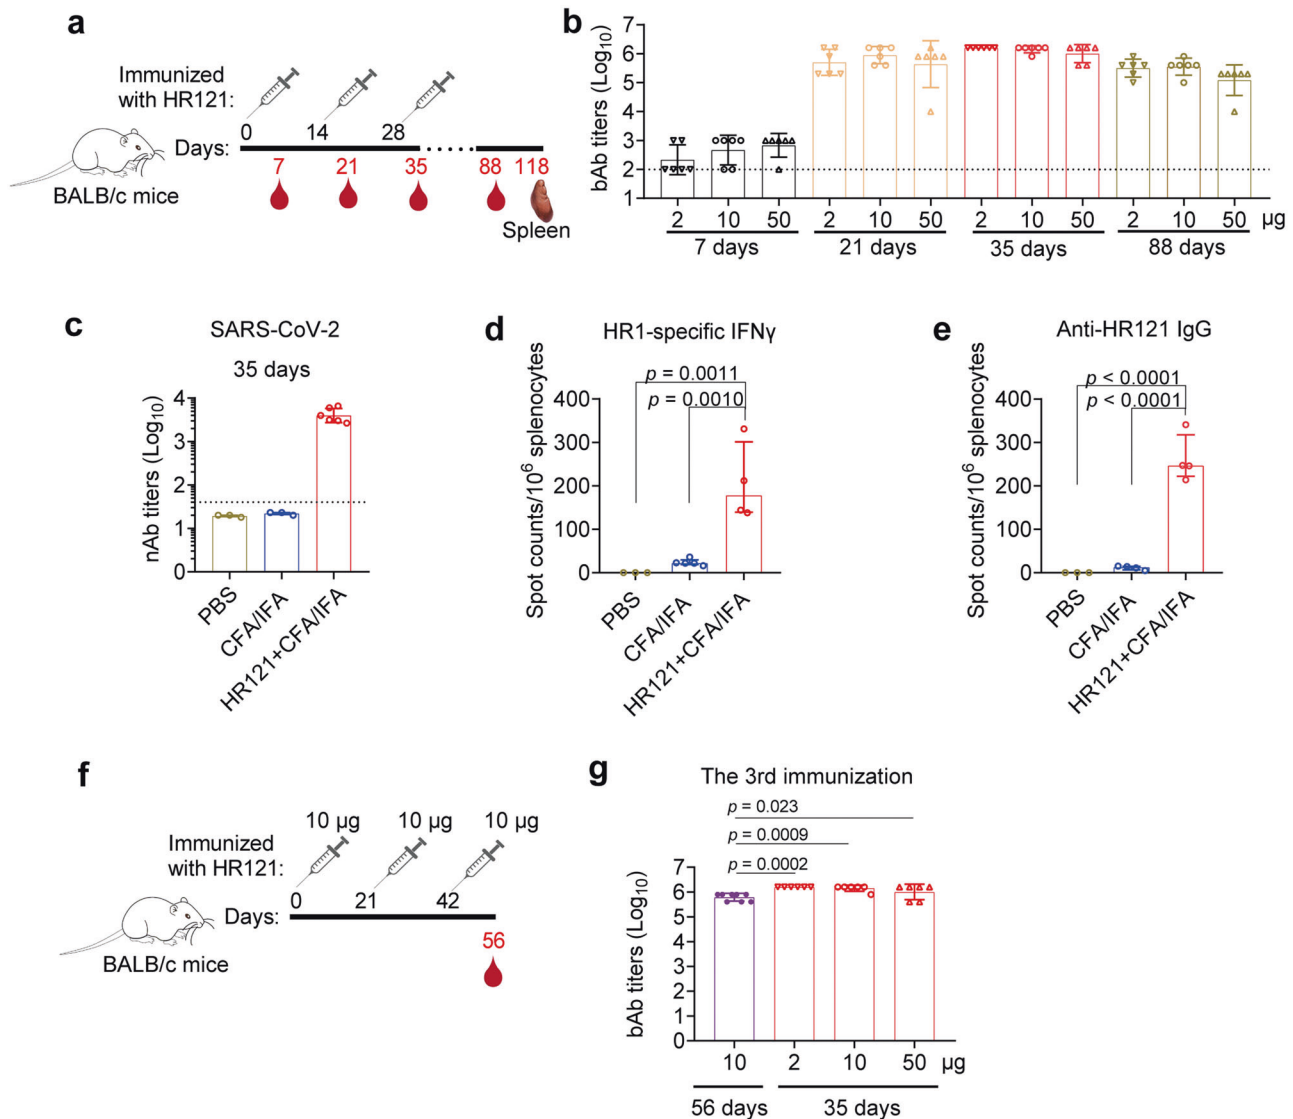 a
Immunized
with HR121:
0
14
28
Days:
7
21
35
88
118
BALB/c mice
Spleen
b
bAb titers (Log10)
7
6
5
4
3
2
1
2 10 50 2 10 50 2 10 50 2 10 50 µg
7 days 21 days 35 days 88 days
c
SARS-CoV-2
35 days
nAb titers (Log10)
4
3
2
1
0
PBS
CFA/IFA
HR121+CFA/IFA
d
HR1-specific IFNγ
p = 0.0011
p = 0.0010
Spot counts/10⁶ splenocytes
400
300
200
100
0
PBS
CFA/IFA
HR121+CFA/IFA
e
Anti-HR121 IgG
p < 0.0001
p < 0.0001
Spot counts/10⁶ splenocytes
400
300
200
100
0
PBS
CFA/IFA
HR121+CFA/IFA
f
10 µg 10 µg 10 µg
Immunized
with HR121:
0 21 42
Days:
56
BALB/c mice
g
The 3rd immunization
p = 0.023
p = 0.0009
p = 0.0002
bAb titers (Log10)
7
6
5
4
3
2
1
0
10 2 10 50 µg
56 days 35 days